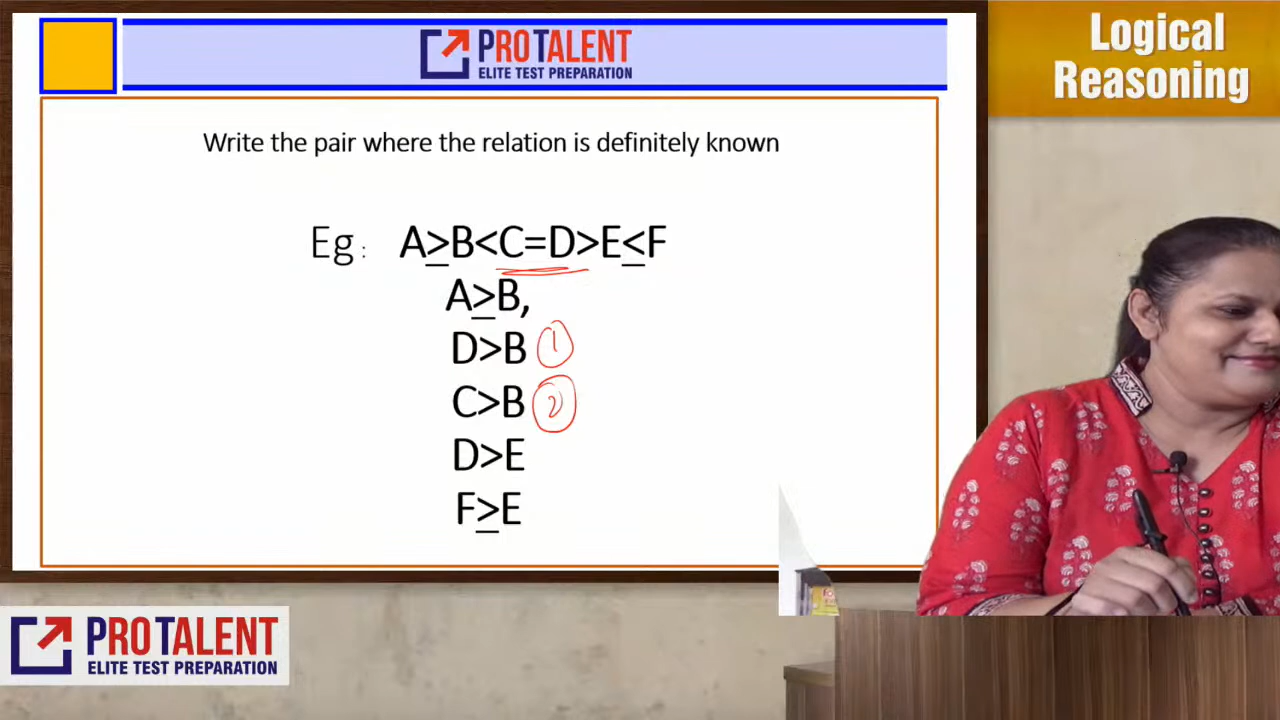 PROTALENT
ELITE TEST PREPARATION
Logical
Reasoning
Write the pair where the relation is definitely known
Eg: A≥B<C=D>E≤F
A≥B,
D>B 1
C>B 2
D>E
F≥E
PROTALENT
ELITE TEST PREPARATION